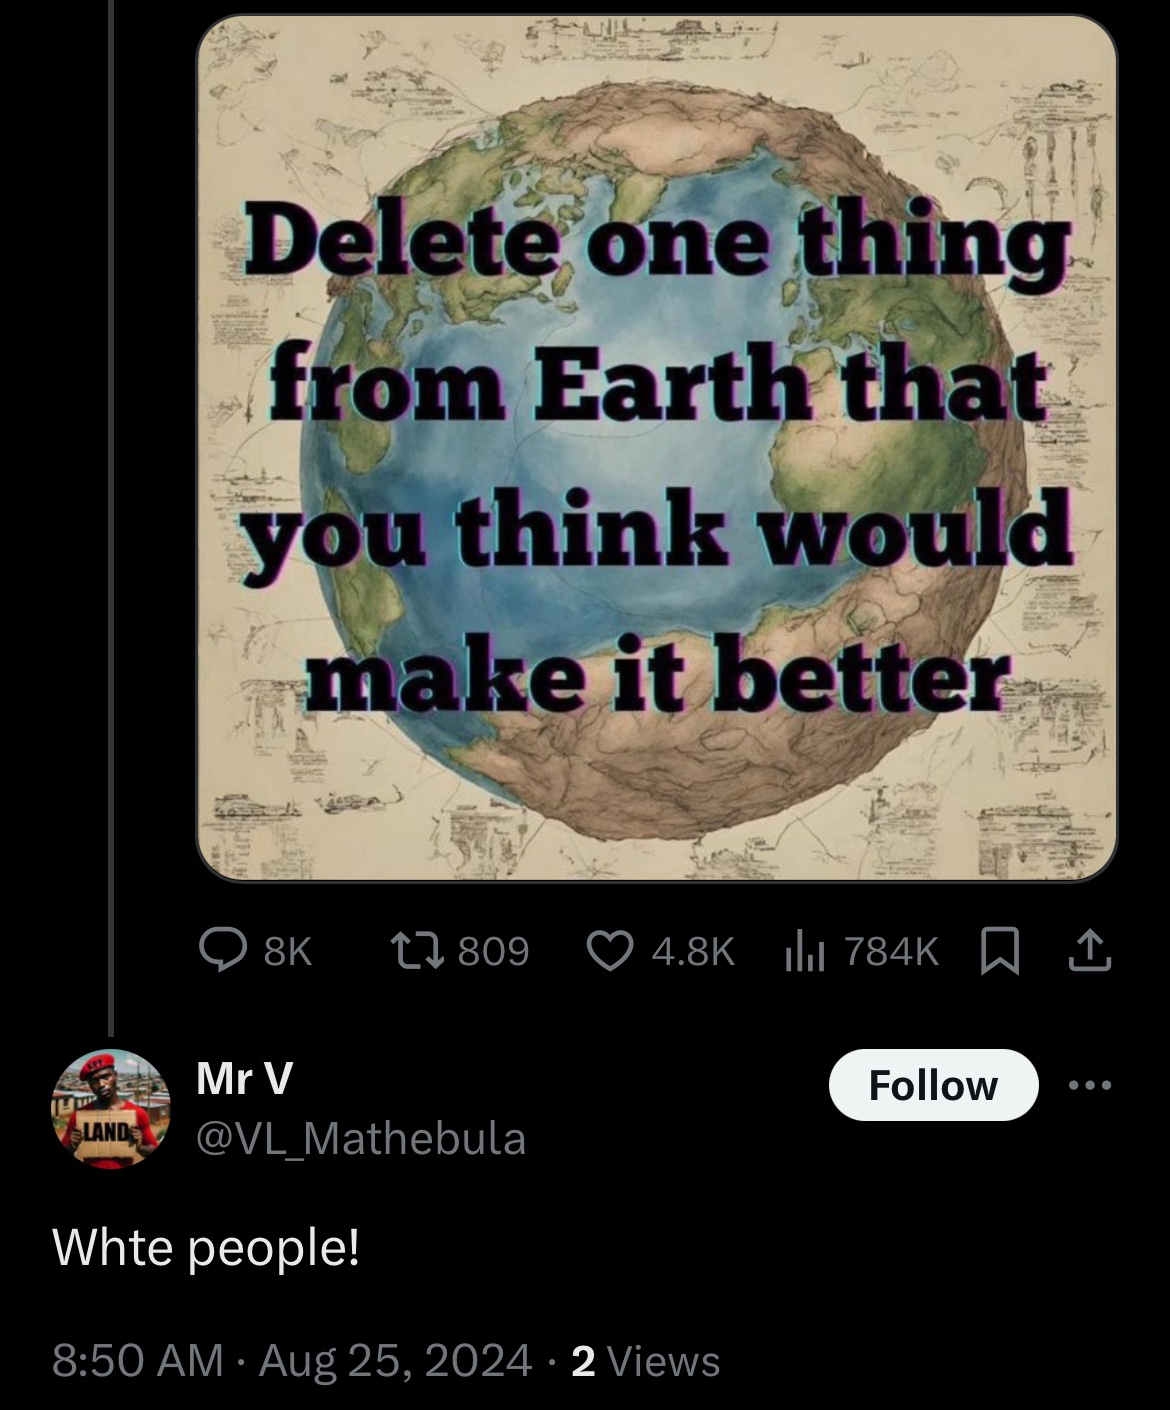 Delete one thing
from Earth that
you think would
make it better
8K 809 4.8K 784K
Mr V
Follow
@VL_Mathebula
LAND
Whte people!
8:50 AM · Aug 25, 2024 · 2 Views